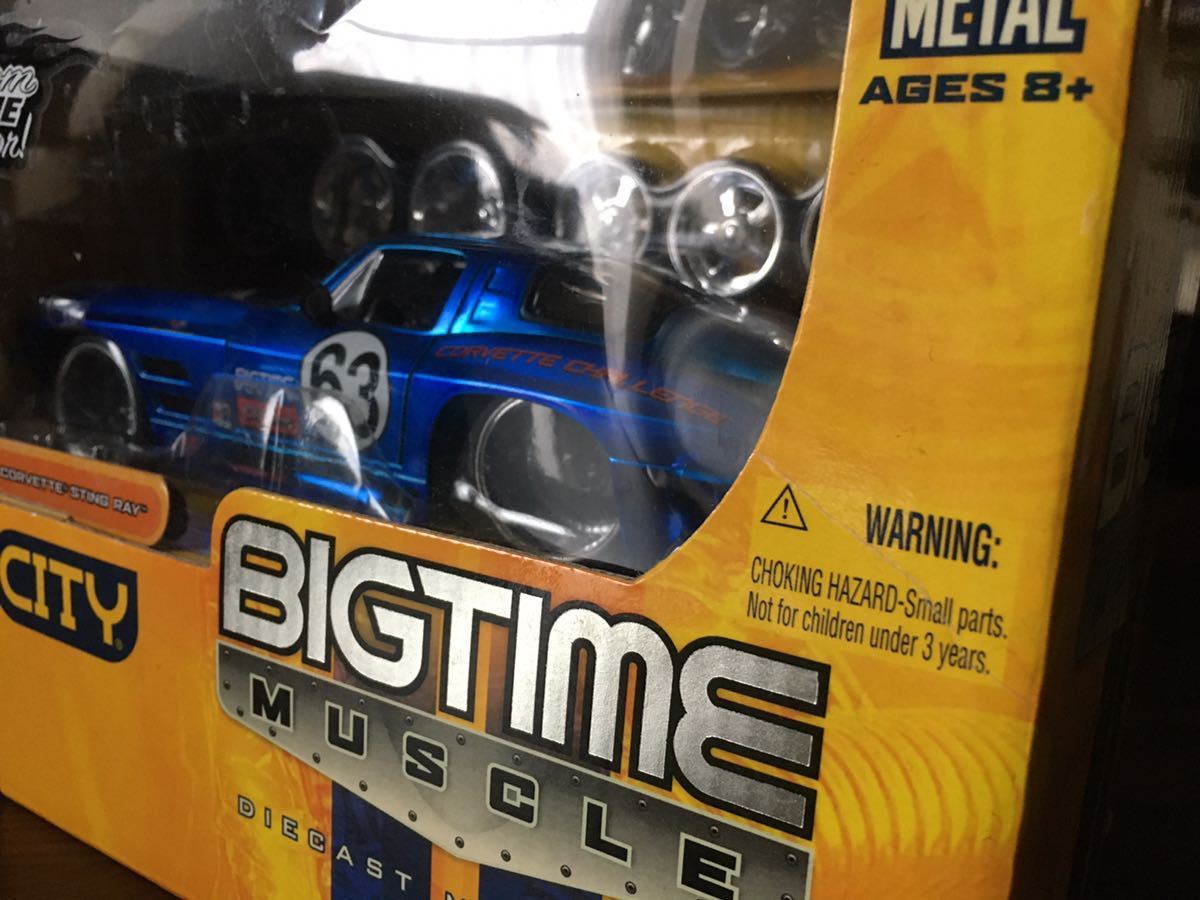 METAL
AGES 8+
63
CORVETTE CHALLENGE
CORVETTE STING RAY™
CITY®
BIGTIME
MUSCLE
DIECAST
WARNING:
CHOKING HAZARD-Small parts.
Not for children under 3 years.